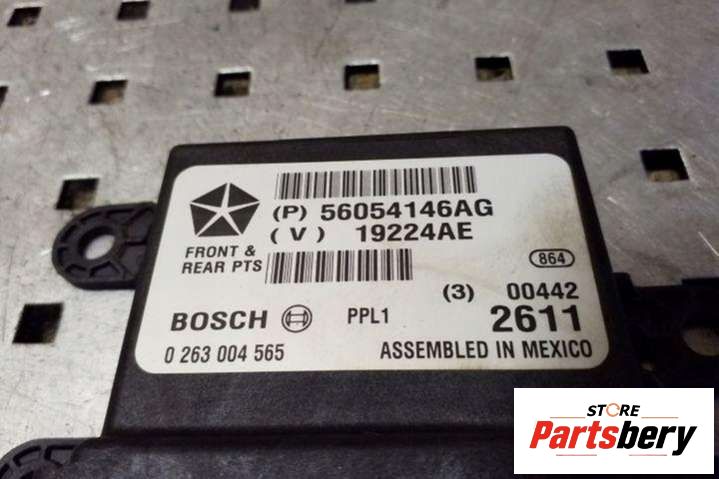 (P) 56054146AG
(V) 19224AE
FRONT &
REAR PTS
864
(3) 00442
BOSCH PPL1 2611
0 263 004 565 ASSEMBLED IN MEXICO
STORE
Partsbery